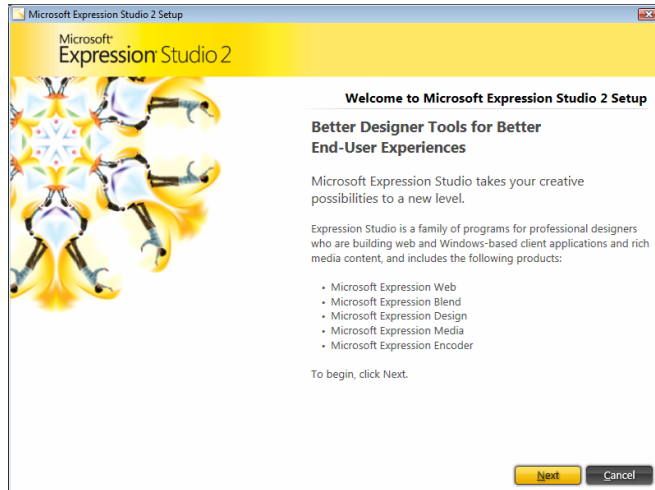 Microsoft Expression Studio 2 Setup
Microsoft®
Expression® Studio 2
Welcome to Microsoft Expression Studio 2 Setup
Better Designer Tools for Better
End-User Experiences
Microsoft Expression Studio takes your creative
possibilities to a new level.
Expression Studio is a family of programs for professional designers
who are building web and Windows-based client applications and rich
media content, and includes the following products:
• Microsoft Expression Web
• Microsoft Expression Blend
• Microsoft Expression Design
• Microsoft Expression Media
• Microsoft Expression Encoder
To begin, click Next.
Next Cancel